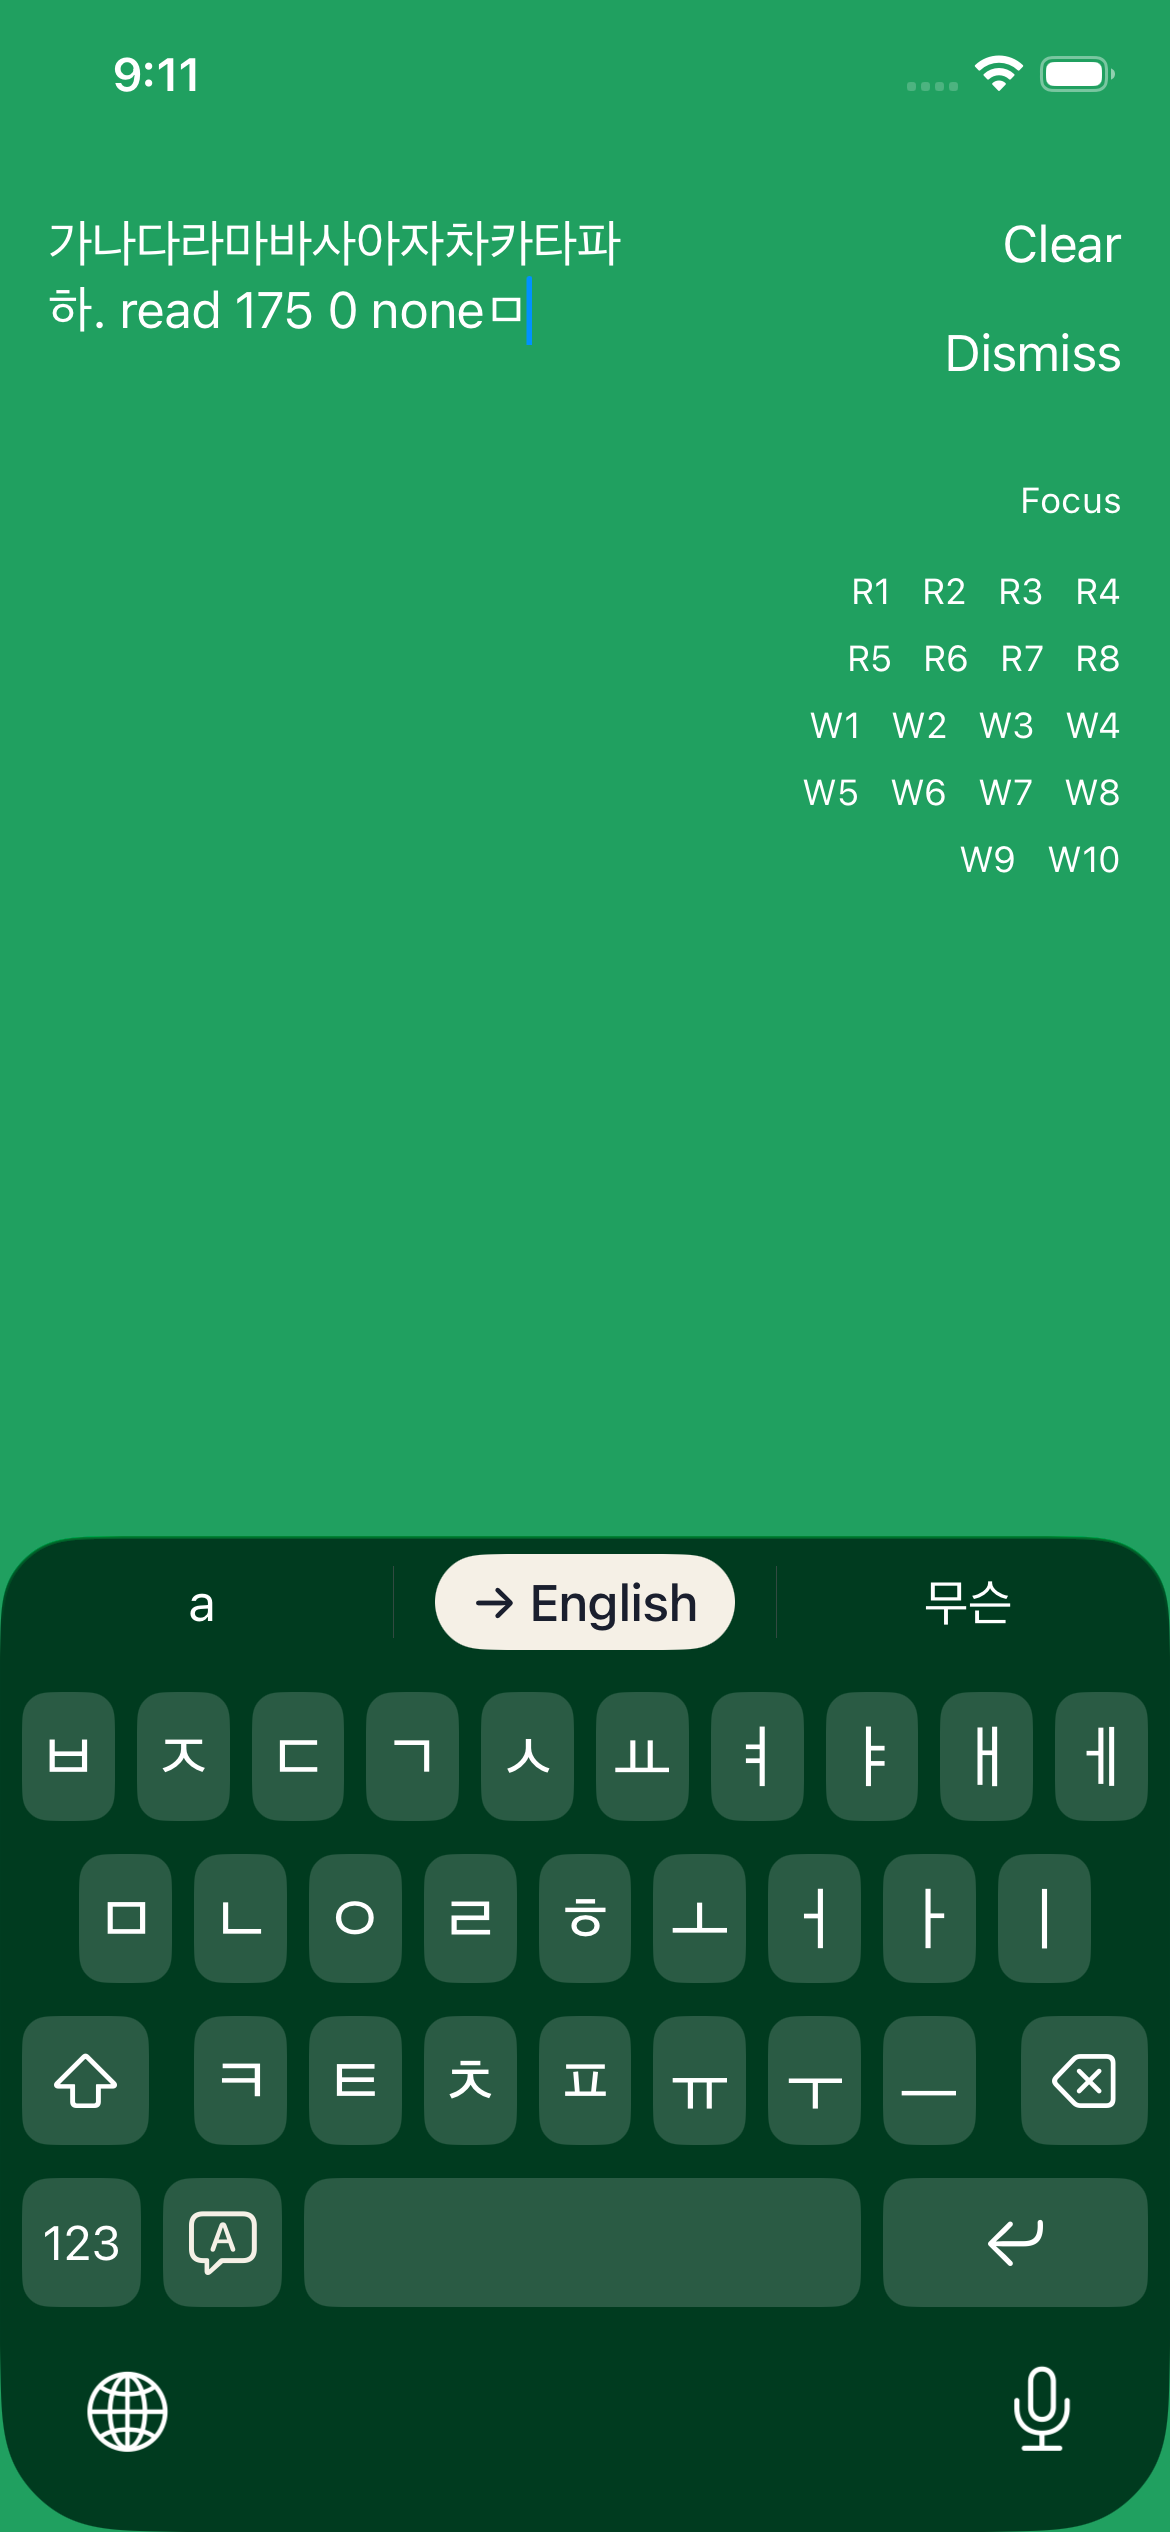 9:11
가나다라마바사아자차카타파
하. read 175 0 noneㅁ
Clear
Dismiss
Focus
R1 R2 R3 R4
R5 R6 R7 R8
W1 W2 W3 W4
W5 W6 W7 W8
W9 W10
a → English 무슨
ㅂ ㅈ ㄷ ㄱ ㅅ ㅛ ㅕ ㅑ ㅐ ㅔ
ㅁ ㄴ ㅇ ㄹ ㅎ ㅗ ㅓ ㅏ ㅣ
ㅋ ㅌ ㅊ ㅍ ㅠ ㅜ ㅡ
123 A